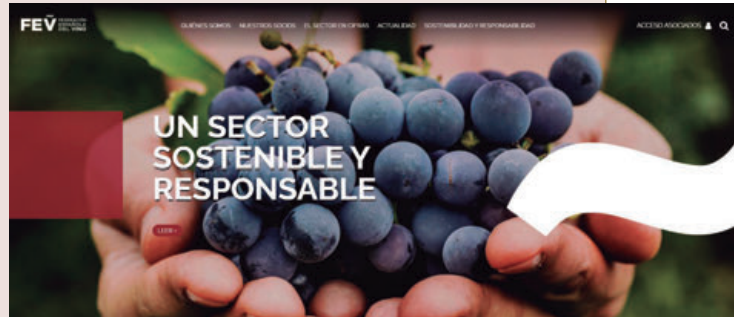 FEV FEDERACIÓN
ESPAÑOLA
DEL VINO
QUIÉNES SOMOS NUESTROS SOCIOS EL SECTOR EN CIFRAS ACTUALIDAD SOSTENIBILIDAD Y RESPONSABILIDAD ACCESO ASOCIADOS
UN SECTOR
SOSTENIBLE Y
RESPONSABLE
LEER